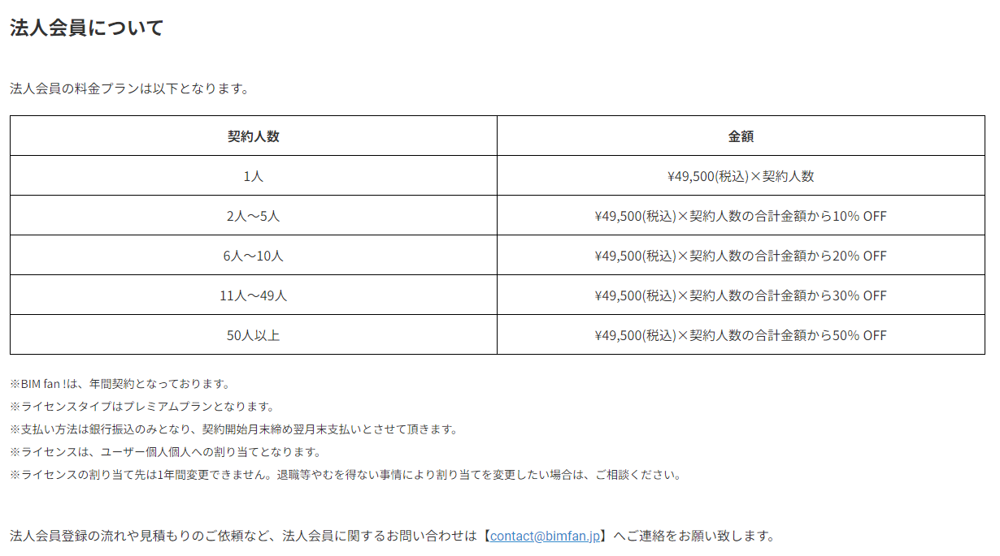 法人会員について
法人会員の料金プランは以下となります。
契約人数 金額
1人 ¥49,500(税込)×契約人数
2人～5人 ¥49,500(税込)×契約人数の合計金額から10% OFF
6人～10人 ¥49,500(税込)×契約人数の合計金額から20% OFF
11人～49人 ¥49,500(税込)×契約人数の合計金額から30% OFF
50人以上 ¥49,500(税込)×契約人数の合計金額から50% OFF
※BIM fan !は、年間契約となっております。
※ライセンスタイプはプレミアムプランとなります。
※支払い方法は銀行振込のみとなり、契約開始月末締め翌月末支払いとさせて頂きます。
※ライセンスは、ユーザー個人個人への割り当てとなります。
※ライセンスの割り当て先は1年間変更できません。退職等やむを得ない事情により割り当てを変更したい場合は、ご相談ください。
法人会員登録の流れや見積もりのご依頼など、法人会員に関するお問い合わせは【contact@bimfan.jp】へご連絡をお願い致します。